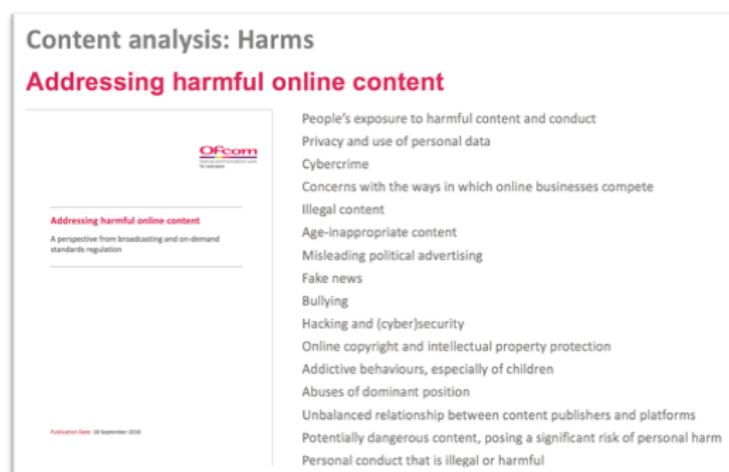 Content analysis: Harms
Addressing harmful online content
Ofcom
making communications work
for everyone
Addressing harmful online content
A perspective from broadcasting and on-demand
standards regulation
Publication Date: 18 September 2018
People's exposure to harmful content and conduct
Privacy and use of personal data
Cybercrime
Concerns with the ways in which online businesses compete
Illegal content
Age-inappropriate content
Misleading political advertising
Fake news
Bullying
Hacking and (cyber)security
Online copyright and intellectual property protection
Addictive behaviours, especially of children
Abuses of dominant position
Unbalanced relationship between content publishers and platforms
Potentially dangerous content, posing a significant risk of personal harm
Personal conduct that is illegal or harmful